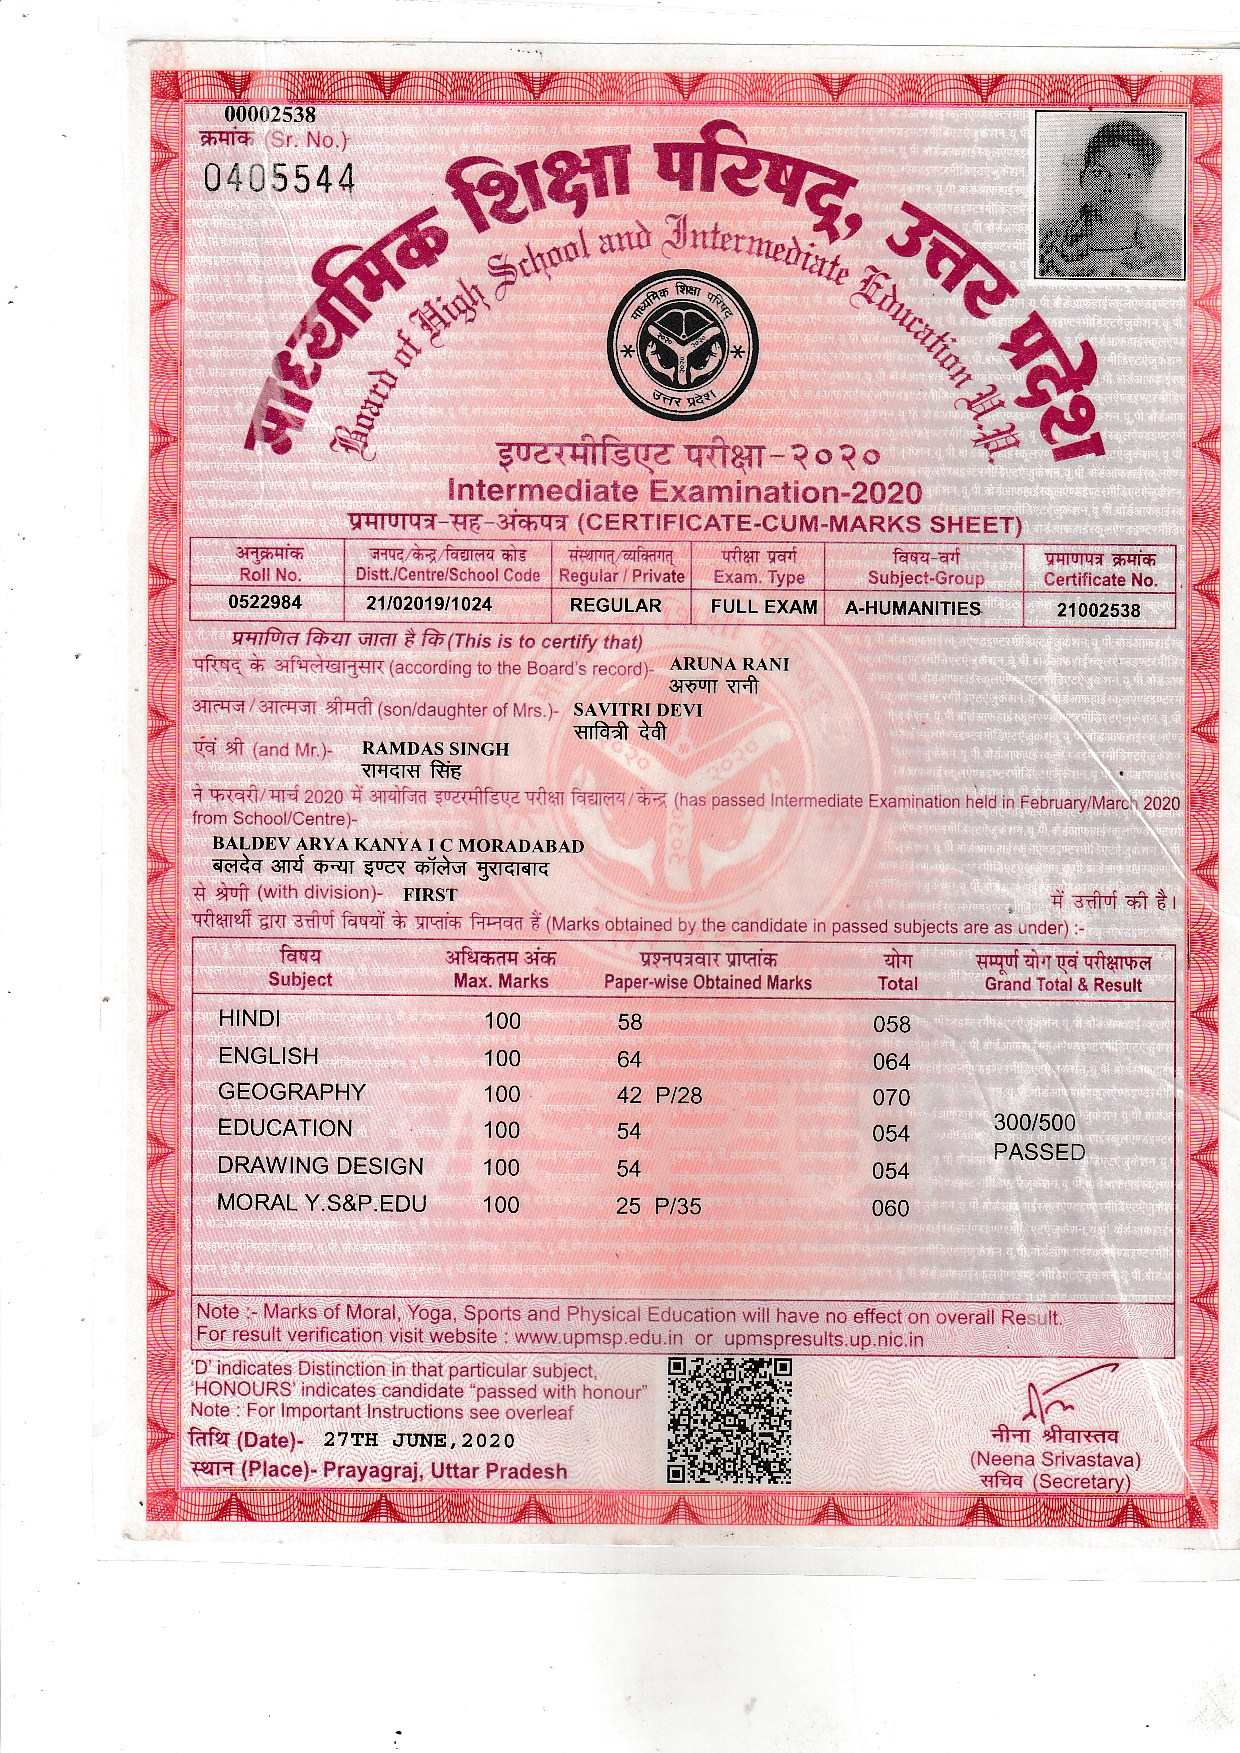 00002538
क्रमांक (Sr. No.)
0405544
माध्यमिक शिक्षा परिषद्, उत्तर प्रदेश
Board of High School and Intermediate Education U.P.
माध्यमिक शिक्षा परिषद्
२०२० २०२०
२०२०
उत्तर प्रदेश
इण्टरमीडिएट परीक्षा-२०२०
Intermediate Examination-2020
प्रमाणपत्र-सह-अंकपत्र (CERTIFICATE-CUM-MARKS SHEET)
अनुक्रमांक जनपद/केन्द्र/विद्यालय कोड संस्थागत/व्यक्तिगत परीक्षा प्रवर्ग विषय-वर्ग प्रमाणपत्र क्रमांक
Roll No. Distt./Centre/School Code Regular / Private Exam. Type Subject-Group Certificate No.
0522984 21/02019/1024 REGULAR FULL EXAM A-HUMANITIES 21002538
प्रमाणित किया जाता है कि (This is to certify that)
परिषद् के अभिलेखानुसार (according to the Board's record)- ARUNA RANI
अरुणा रानी
आत्मज/आत्मजा श्रीमती (son/daughter of Mrs.)- SAVITRI DEVI
सावित्री देवी
एवं श्री (and Mr.)- RAMDAS SINGH
रामदास सिंह
ने फरवरी/मार्च 2020 में आयोजित इण्टरमीडिएट परीक्षा विद्यालय/केन्द्र (has passed Intermediate Examination held in February/March 2020
from School/Centre)-
BALDEV ARYA KANYA I C MORADABAD
बलदेव आर्य कन्या इण्टर कॉलेज मुरादाबाद
से श्रेणी (with division)- FIRST में उत्तीर्ण की है।
परीक्षार्थी द्वारा उत्तीर्ण विषयों के प्राप्तांक निम्नवत हैं (Marks obtained by the candidate in passed subjects are as under) :-
विषय अधिकतम अंक प्रश्नपत्रवार प्राप्तांक योग सम्पूर्ण योग एवं परीक्षाफल
Subject Max. Marks Paper-wise Obtained Marks Total Grand Total & Result
HINDI 100 58 058
ENGLISH 100 64 064
GEOGRAPHY 100 42 P/28 070
EDUCATION 100 54 054 300/500
PASSED
DRAWING DESIGN 100 54 054
MORAL Y.S&P.EDU 100 25 P/35 060
Note :- Marks of Moral, Yoga, Sports and Physical Education will have no effect on overall Result.
For result verification visit website : www.upmsp.edu.in or upmspresults.up.nic.in
'D' indicates Distinction in that particular subject,
'HONOURS' indicates candidate "passed with honour"
Note : For Important Instructions see overleaf
तिथि (Date)- 27TH JUNE,2020
स्थान (Place)- Prayagraj, Uttar Pradesh
नीना श्रीवास्तव
(Neena Srivastava)
सचिव (Secretary)